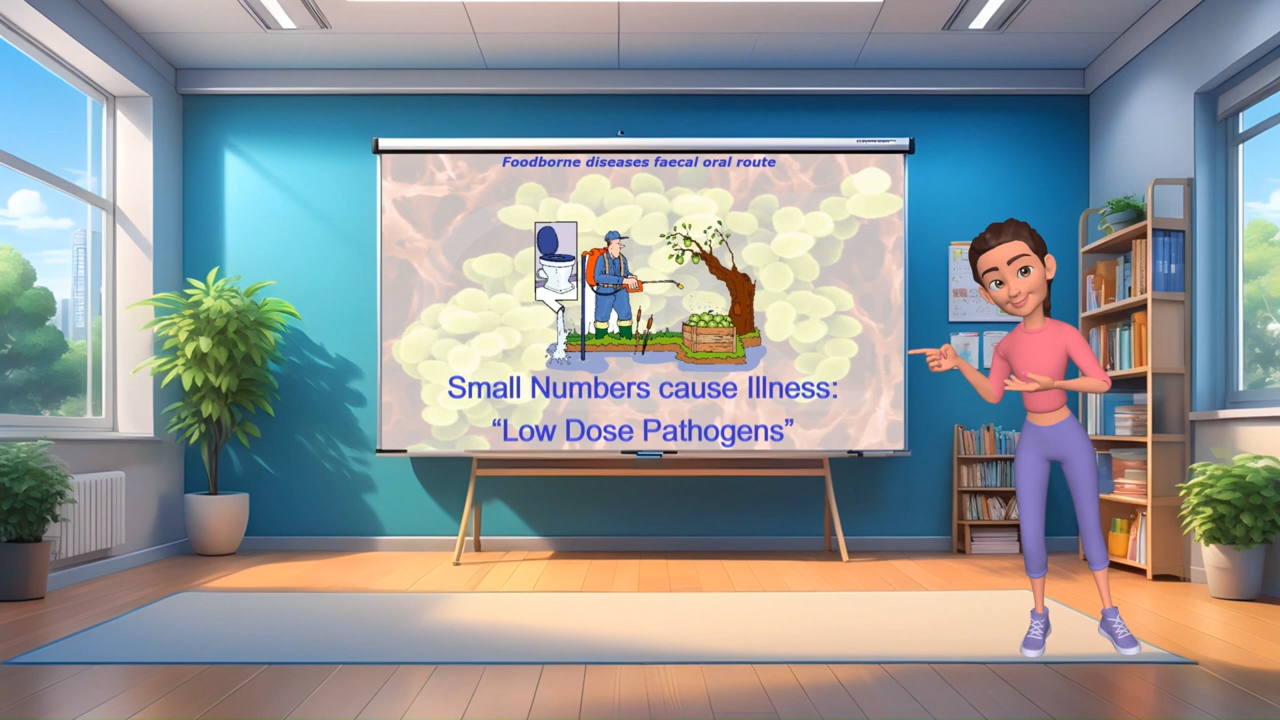 Foodborne diseases faecal oral route
Small Numbers cause Illness:
“Low Dose Pathogens”